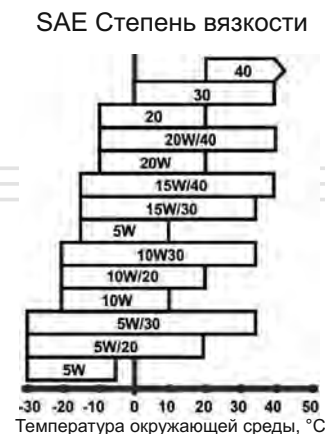 SAE Степень вязкости
40
30
20
20W/40
20W
15W/40
15W/30
5W
10W30
10W/20
10W
5W/30
5W/20
5W
-30 -20 -10 0 10 20 30 40 50
Температура окружающей среды, °C